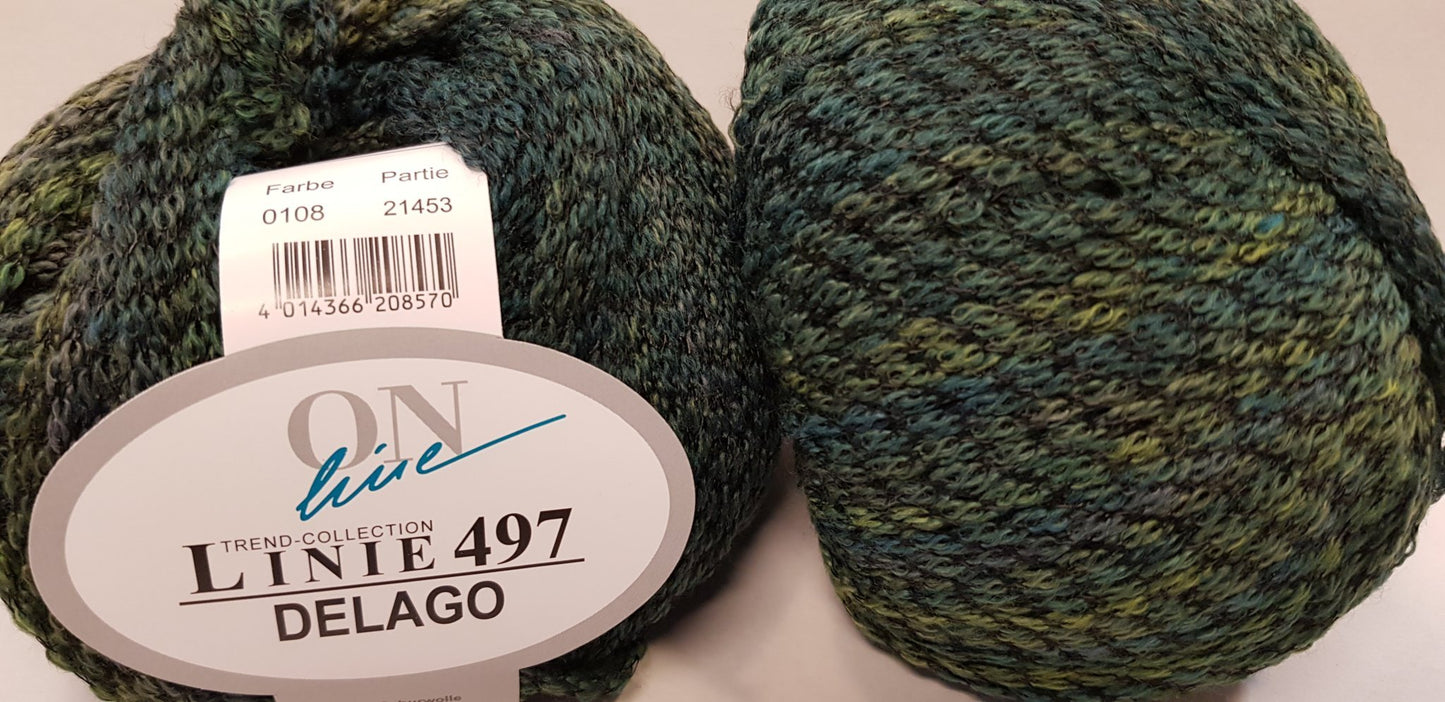 Farbe Partie
0108 21453
4 014366 208570
ON
line
TREND-COLLECTION
LINIE 497
DELAGO